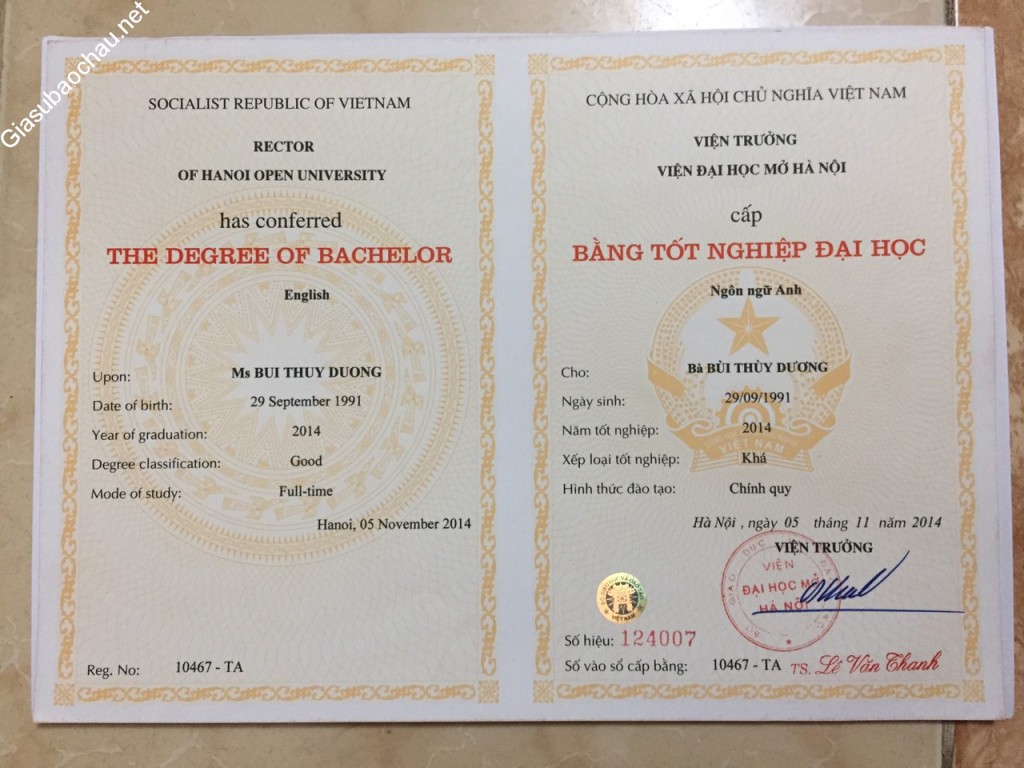 Giasubaochau.net
SOCIALIST REPUBLIC OF VIETNAM
RECTOR
OF HANOI OPEN UNIVERSITY
has conferred
THE DEGREE OF BACHELOR
English
Upon: Ms BUI THUY DUONG
Date of birth: 29 September 1991
Year of graduation: 2014
Degree classification: Good
Mode of study: Full-time
Hanoi, 05 November 2014
Reg. No: 10467 - TA
CỘNG HÒA XÃ HỘI CHỦ NGHĨA VIỆT NAM
VIỆN TRƯỞNG
VIỆN ĐẠI HỌC MỞ HÀ NỘI
cấp
BẰNG TỐT NGHIỆP ĐẠI HỌC
Ngôn ngữ Anh
Cho: Bà BÙI THÙY DƯƠNG
Ngày sinh: 29/09/1991
Năm tốt nghiệp: 2014
VIỆT NAM
Xếp loại tốt nghiệp: Khá
Hình thức đào tạo: Chính quy
Hà Nội , ngày 05 tháng 11 năm 2014
VIỆN TRƯỞNG
VIỆN
ĐẠI HỌC MỞ
HÀ NỘI
VIỆT NAM
Số hiệu: 124007
Số vào sổ cấp bằng: 10467 - TA TS. Lê Văn Thanh